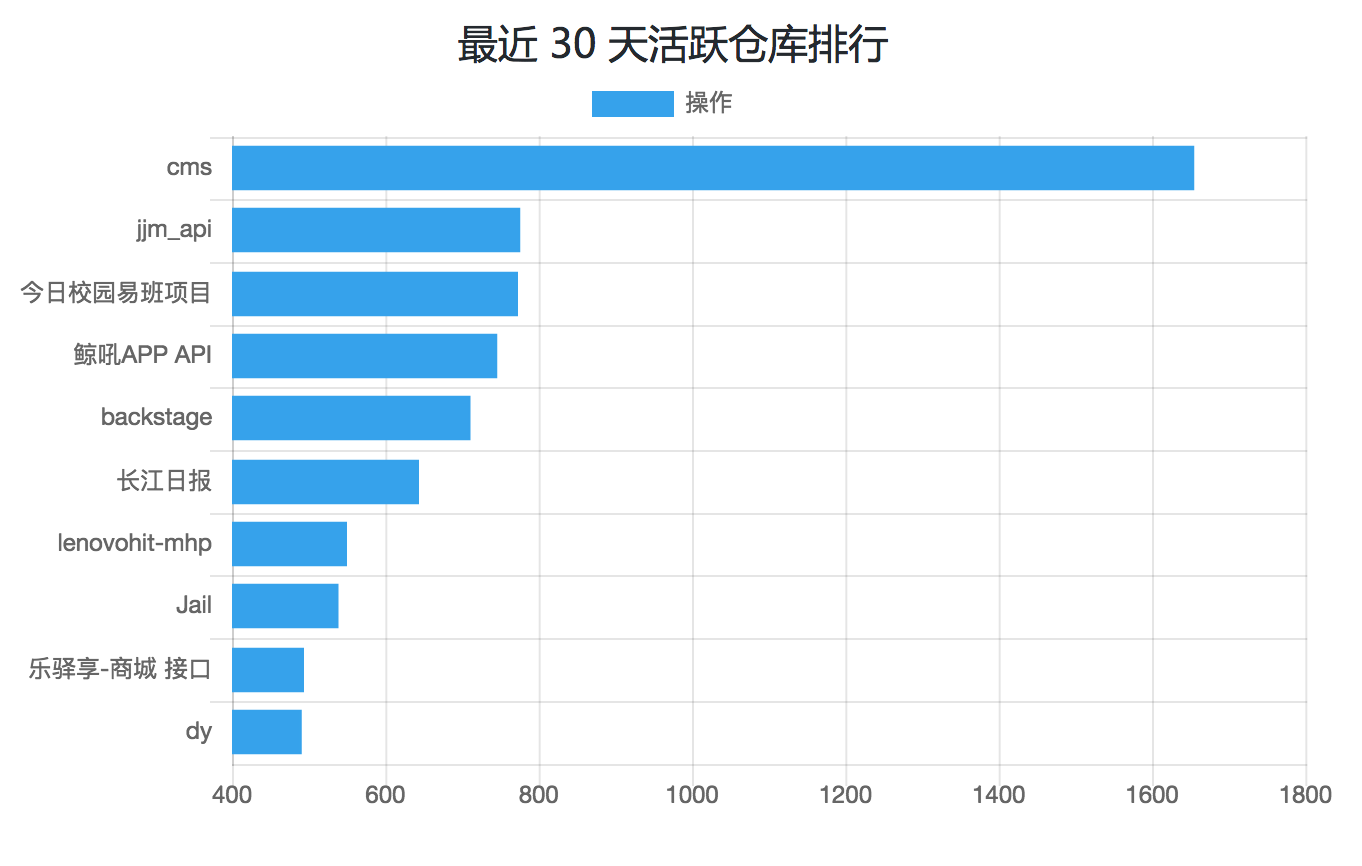 最近 30 天活跃仓库排行
操作
cms
jjm_api
今日校园易班项目
鲸吼APP API
backstage
长江日报
lenovohit-mhp
Jail
乐驿享-商城 接口
dy
400 600 800 1000 1200 1400 1600 1800